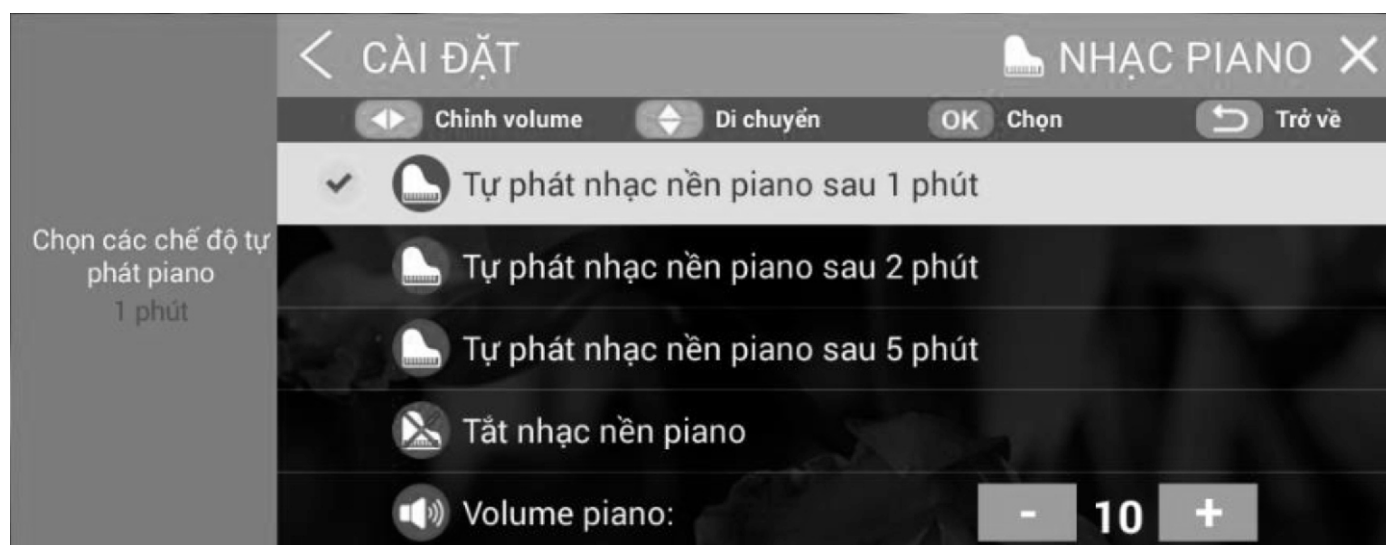 CÀI ĐẶT
NHẠC PIANO
Chỉnh volume
Di chuyển
OK Chọn
Trở về
Chọn các chế độ tự
phát piano
1 phút
Tự phát nhạc nền piano sau 1 phút
Tự phát nhạc nền piano sau 2 phút
Tự phát nhạc nền piano sau 5 phút
Tắt nhạc nền piano
Volume piano: - 10 +